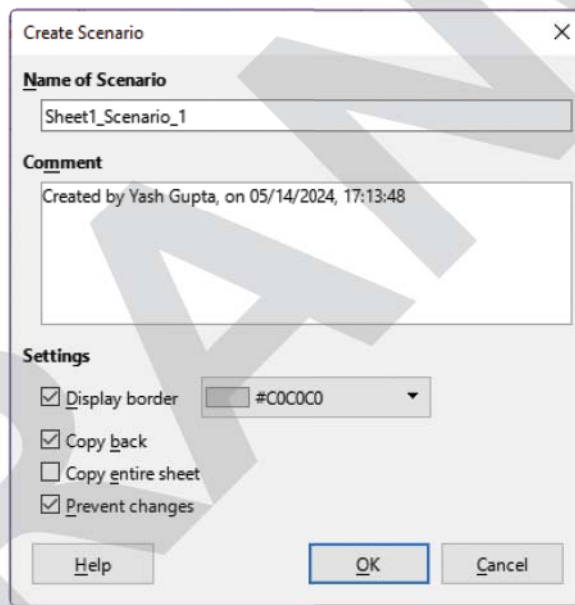 Create Scenario
Name of Scenario
Sheet1_Scenario_1
Comment
Created by Yash Gupta, on 05/14/2024, 17:13:48
Settings
Display border #C0C0C0
Copy back
Copy entire sheet
Prevent changes
Help OK Cancel